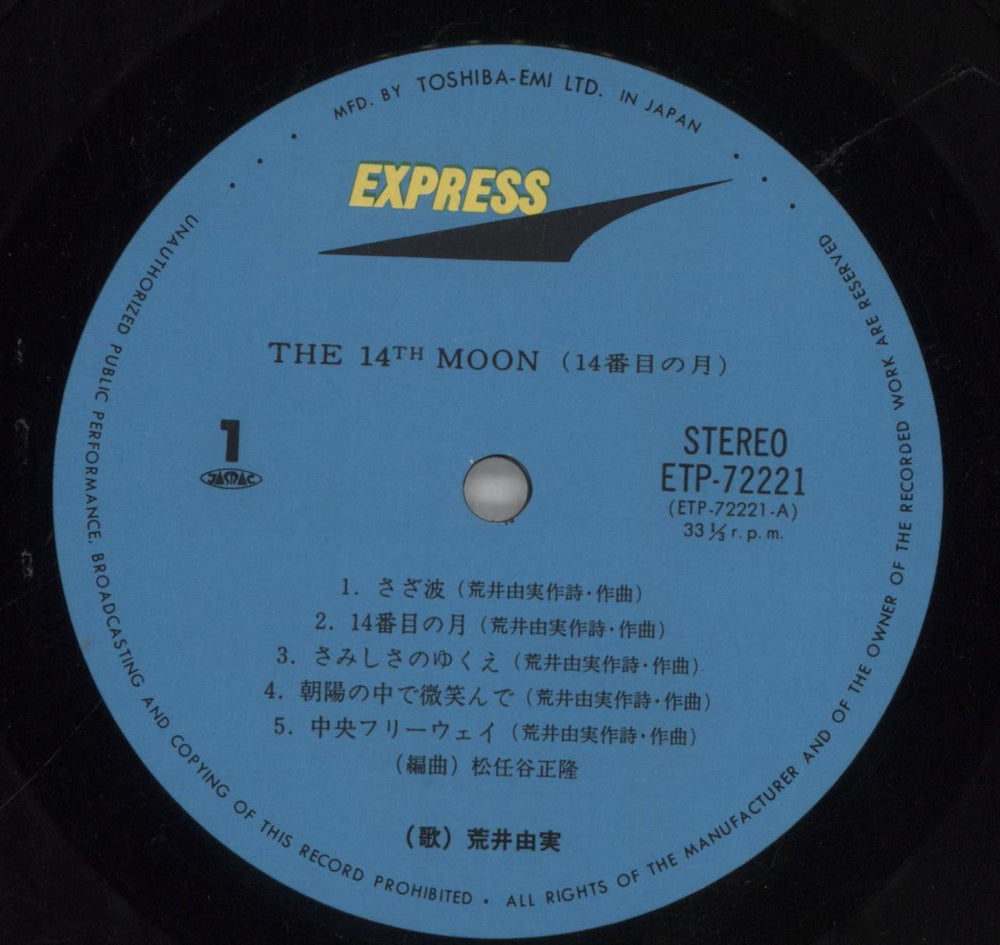 MFD. BY TOSHIBA-EMI LTD. IN JAPAN
EXPRESS
THE 14TH MOON (14番目の月)
1
JASRAC
STEREO
ETP-72221
(ETP-72221-A)
33 1/3 r.p.m.
1. さざ波 (荒井由実作詩・作曲)
2. 14番目の月 (荒井由実作詩・作曲)
3. さみしさのゆくえ (荒井由実作詩・作曲)
4. 朝陽の中で微笑んで (荒井由実作詩・作曲)
5. 中央フリーウェイ (荒井由実作詩・作曲)
(編曲) 松任谷正隆
(歌) 荒井由実
UNAUTHORIZED PUBLIC PERFORMANCE, BROADCASTING AND COPYING OF THIS RECORD PROHIBITED · ALL RIGHTS OF THE MANUFACTURER AND OF THE OWNER OF THE RECORDED WORK ARE RESERVED